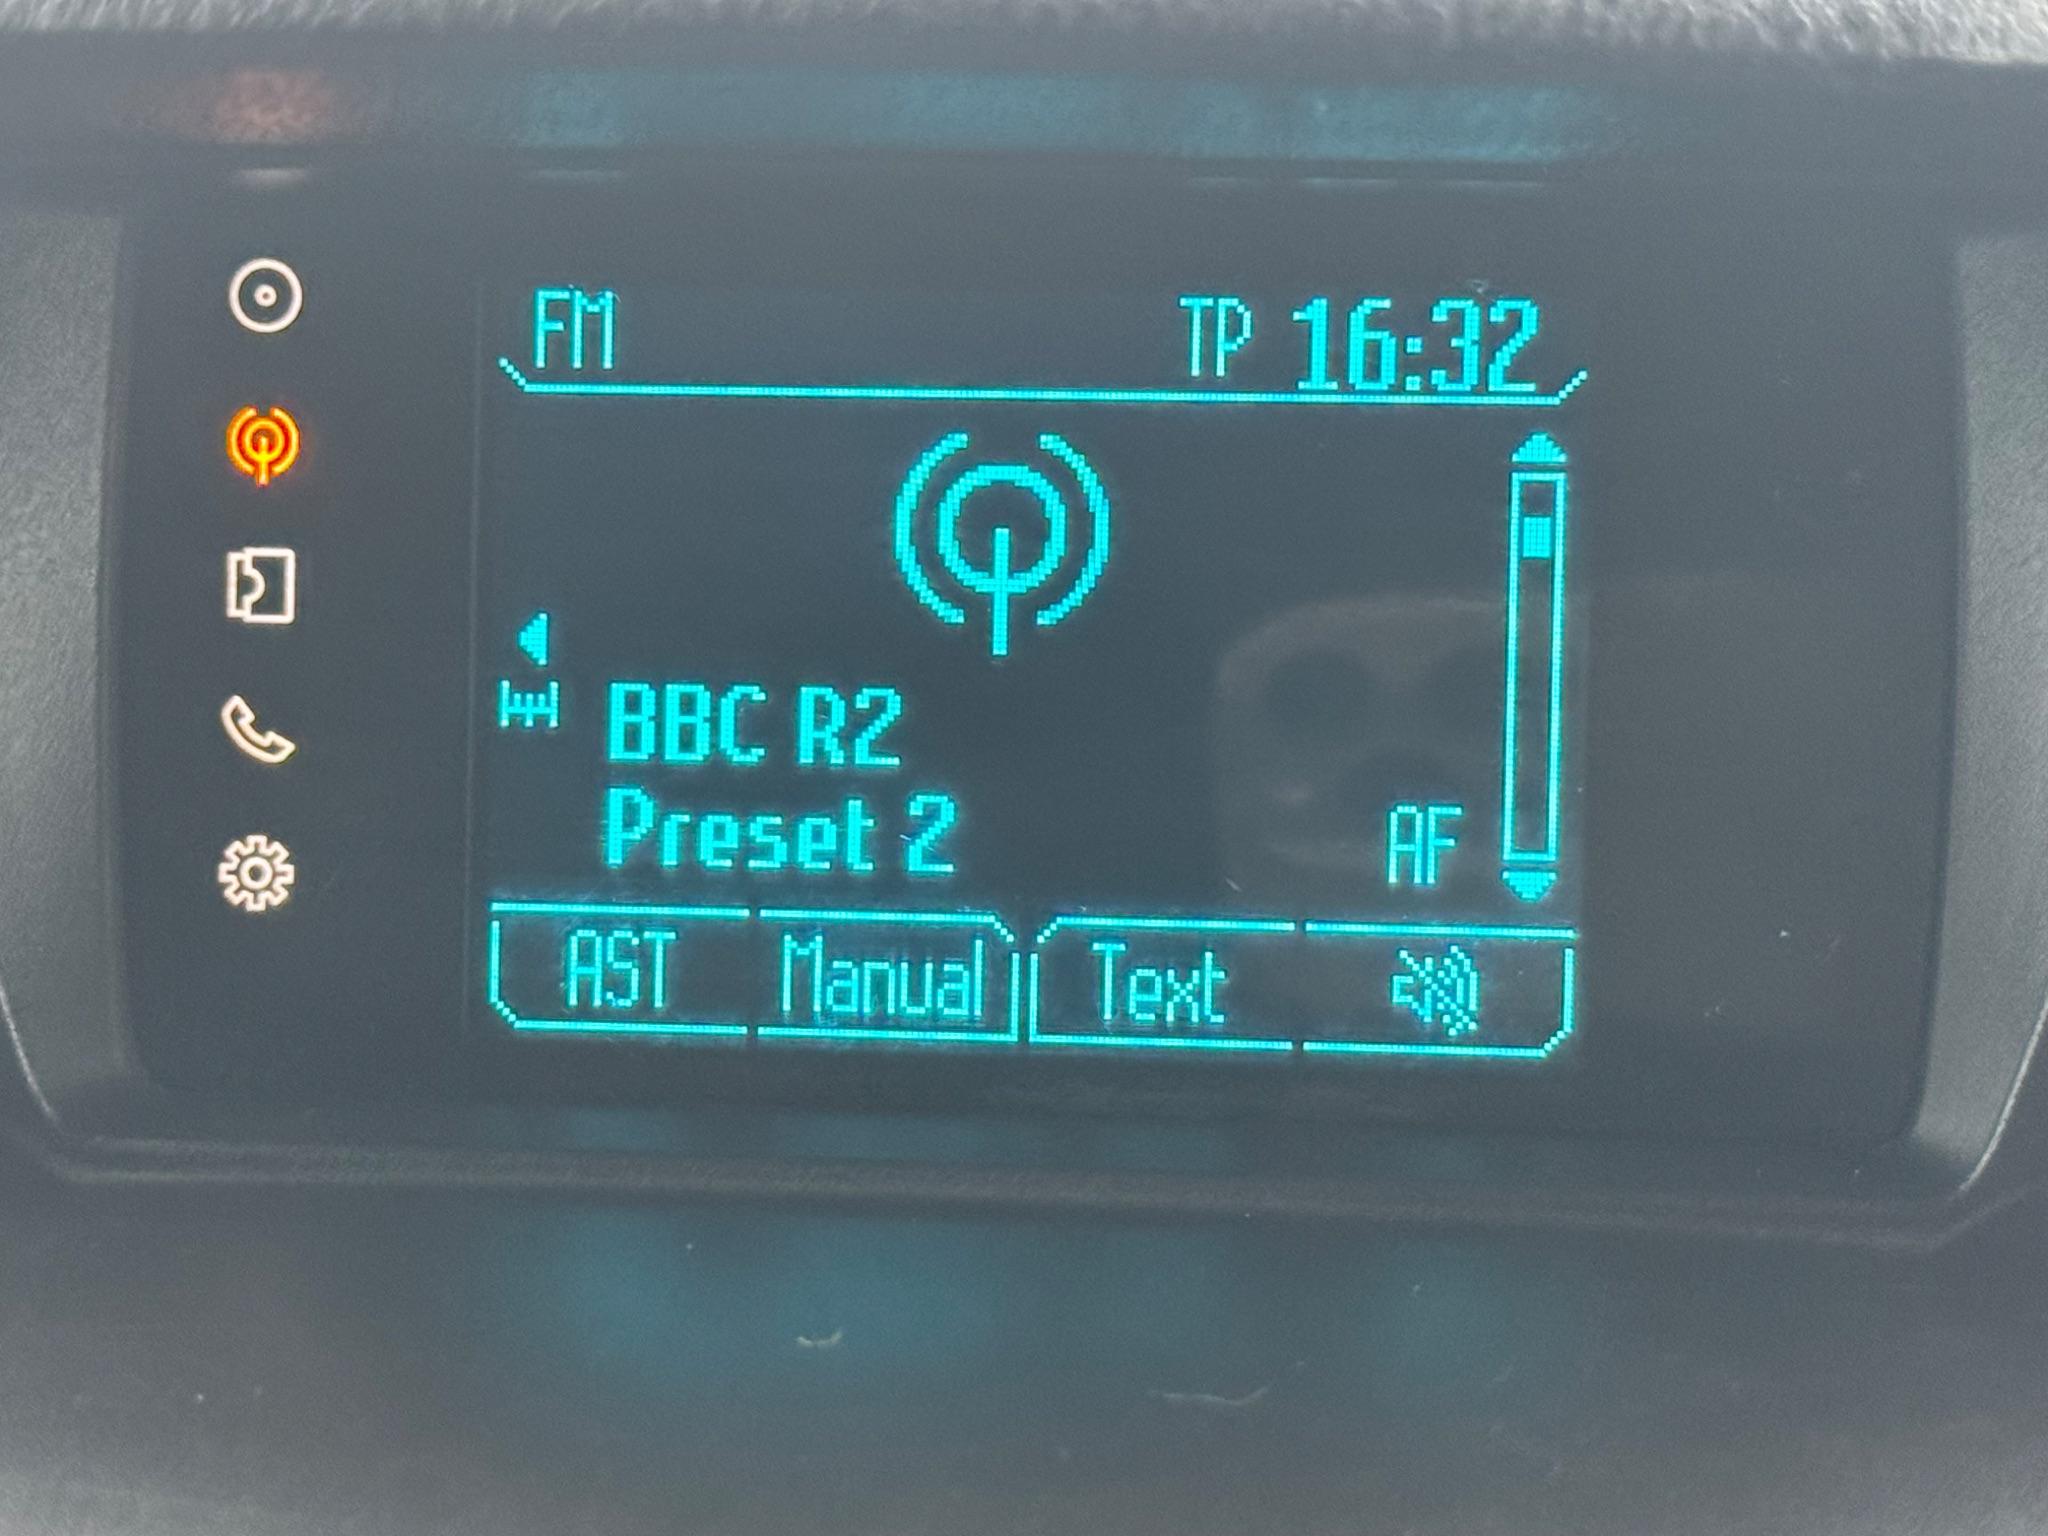 FM TP 16:32
BBC R2
Preset 2
AF
AST Manual Text